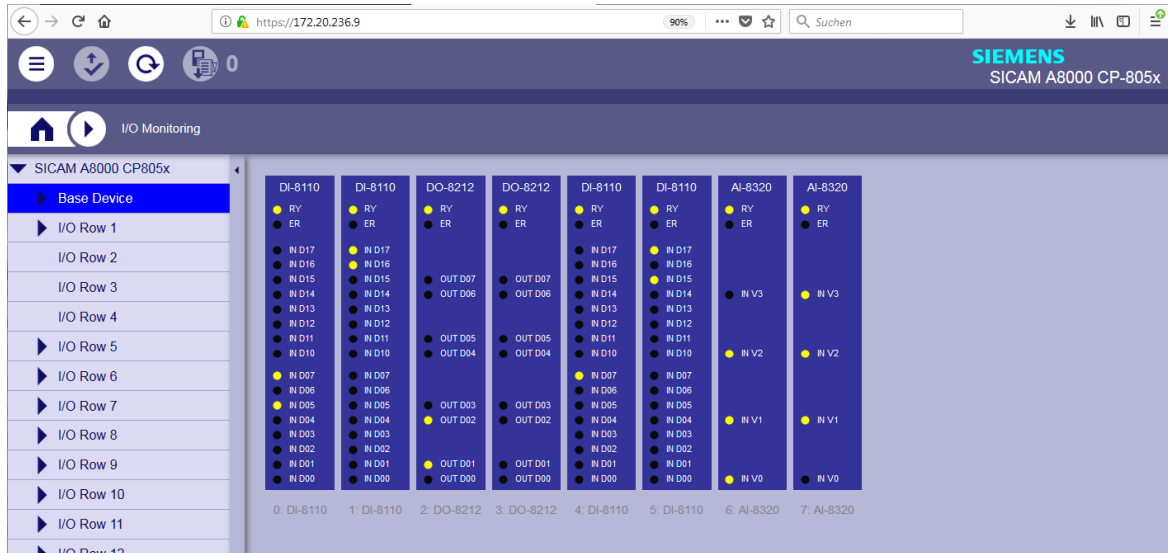 https://172.20.236.9
90%
Suchen
0
SIEMENS
SICAM A8000 CP-805x
I/O Monitoring
SICAM A8000 CP805x
Base Device
I/O Row 1
I/O Row 2
I/O Row 3
I/O Row 4
I/O Row 5
I/O Row 6
I/O Row 7
I/O Row 8
I/O Row 9
I/O Row 10
I/O Row 11
I/O Row 12
DI-8110 DI-8110 DO-8212 DO-8212 DI-8110 DI-8110 AI-8320 AI-8320
RY RY RY RY RY RY RY RY
ER ER ER ER ER ER ER ER
IN D17 IN D17 IN D17 IN D17
IN D16 IN D16 IN D16 IN D16
IN D15 IN D15 OUT D07 OUT D07 IN D15 IN D15
IN D14 IN D14 OUT D06 OUT D06 IN D14 IN D14 IN V3 IN V3
IN D13 IN D13 IN D13 IN D13
IN D12 IN D12 IN D12 IN D12
IN D11 IN D11 OUT D05 OUT D05 IN D11 IN D11
IN D10 IN D10 OUT D04 OUT D04 IN D10 IN D10 IN V2 IN V2
IN D07 IN D07 IN D07 IN D07
IN D06 IN D06 IN D06 IN D06
IN D05 IN D05 OUT D03 OUT D03 IN D05 IN D05
IN D04 IN D04 OUT D02 OUT D02 IN D04 IN D04 IN V1 IN V1
IN D03 IN D03 IN D03 IN D03
IN D02 IN D02 IN D02 IN D02
IN D01 IN D01 OUT D01 OUT D01 IN D01 IN D01
IN D00 IN D00 OUT D00 OUT D00 IN D00 IN D00 IN V0 IN V0
0: DI-8110 1: DI-8110 2: DO-8212 3: DO-8212 4: DI-8110 5: DI-8110 6: AI-8320 7: AI-8320